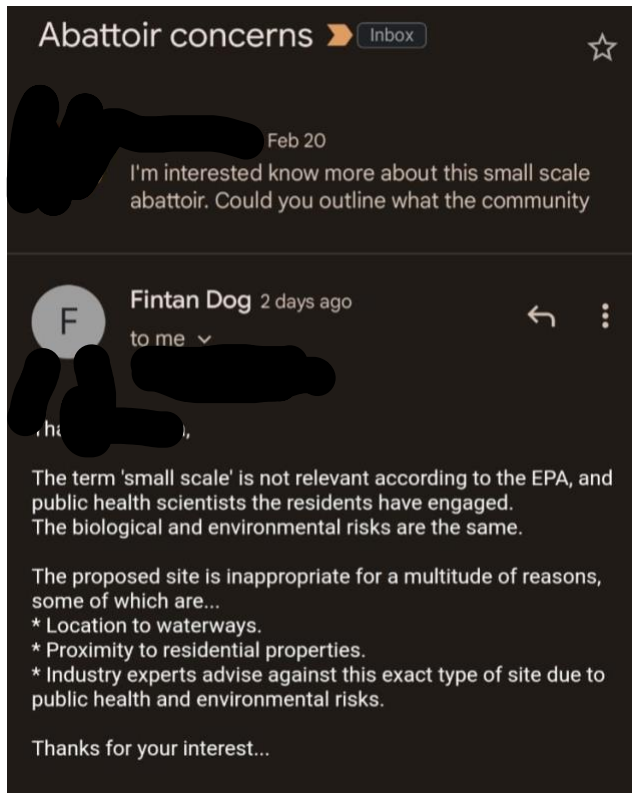 Abattoir concerns Inbox
Feb 20
I'm interested know more about this small scale
abattoir. Could you outline what the community
F
Fintan Dog 2 days ago
to me
The term 'small scale' is not relevant according to the EPA, and
public health scientists the residents have engaged.
The biological and environmental risks are the same.
The proposed site is inappropriate for a multitude of reasons,
some of which are...
* Location to waterways.
* Proximity to residential properties.
* Industry experts advise against this exact type of site due to
public health and environmental risks.
Thanks for your interest...